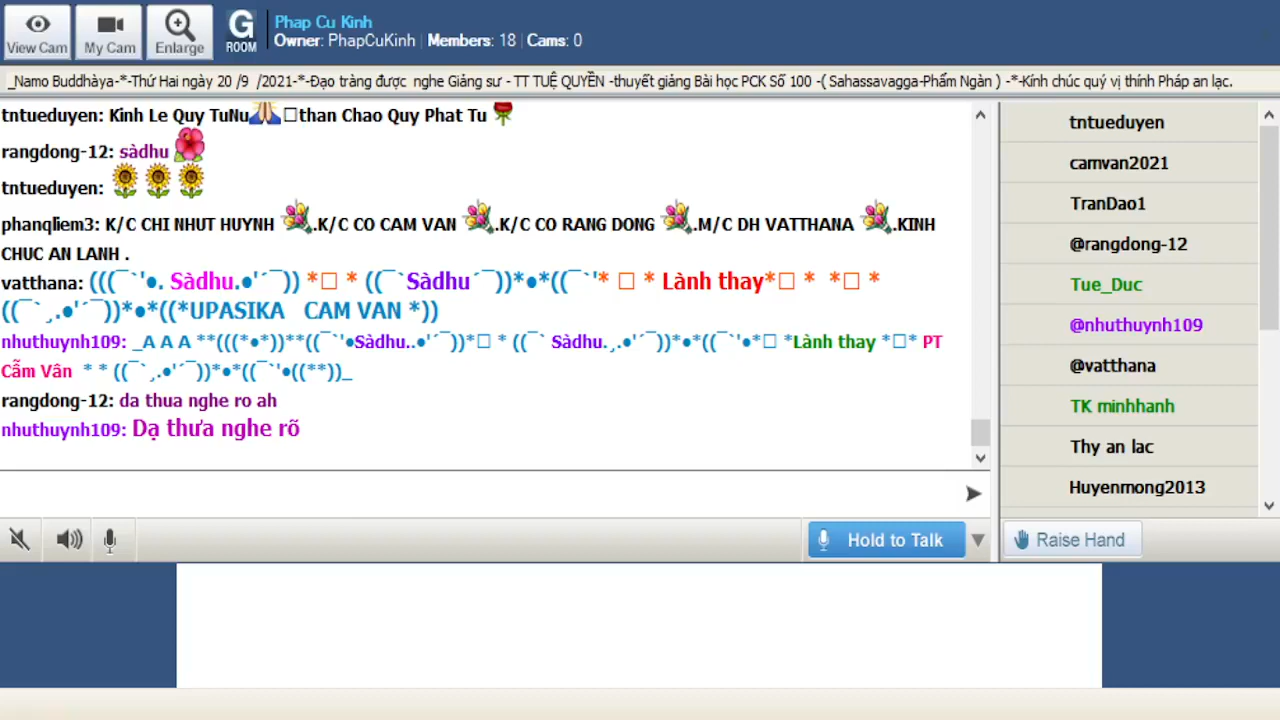 View Cam
My Cam
Enlarge
G
ROOM
Phap Cu Kinh
Owner: PhapCuKinh | Members: 18 | Cams: 0
_Namo Buddhàya-*-Thứ Hai ngày 20 /9 /2021-*-Đạo tràng được nghe Giảng sư - TT TUỆ QUYỀN -thuyết giảng Bài học PCK Số 100 -( Sahassavagga-Phẩm Ngàn ) -*-Kính chúc quý vị thính Pháp an lạc.
tntueduyen: Kinh Le Quy TuNu🙏□than Chao Quy Phat Tu 🌹
rangdong-12: sàdhu 🌺
tntueduyen: 🌻 🌻 🌻
phanqliem3: K/C CHI NHUT HUYNH 💐.K/C CO CAM VAN 💐.K/C CO RANG DONG 💐.M/C DH VATTHANA 💐.KINH
CHUC AN LANH .
vatthana: (((¯`'•. Sàdhu.•'´¯)) *□ * ((¯`Sàdhu´¯))*•*((¯`'* □ * Lành thay*□ * *□ *
((¯`¸.•'´¯))*•*((*UPASIKA CAM VAN *))
nhuthuynh109: _A A A **(((*•*))**((¯`'•Sàdhu..•'´¯))*□ * ((¯` Sàdhu.¸.•'´¯))*•*((¯`'•*□ *Lành thay *□* PT
Cẩm Vân * * ((¯`¸.•'´¯))*•*((¯`'•((**))_
rangdong-12: da thua nghe ro ah
nhuthuynh109: Dạ thưa nghe rõ
tntueduyen
camvan2021
TranDao1
@rangdong-12
Tue_Duc
@nhuthuynh109
@vatthana
TK minhhanh
Thy an lac
Huyenmong2013
Hold to Talk
Raise Hand